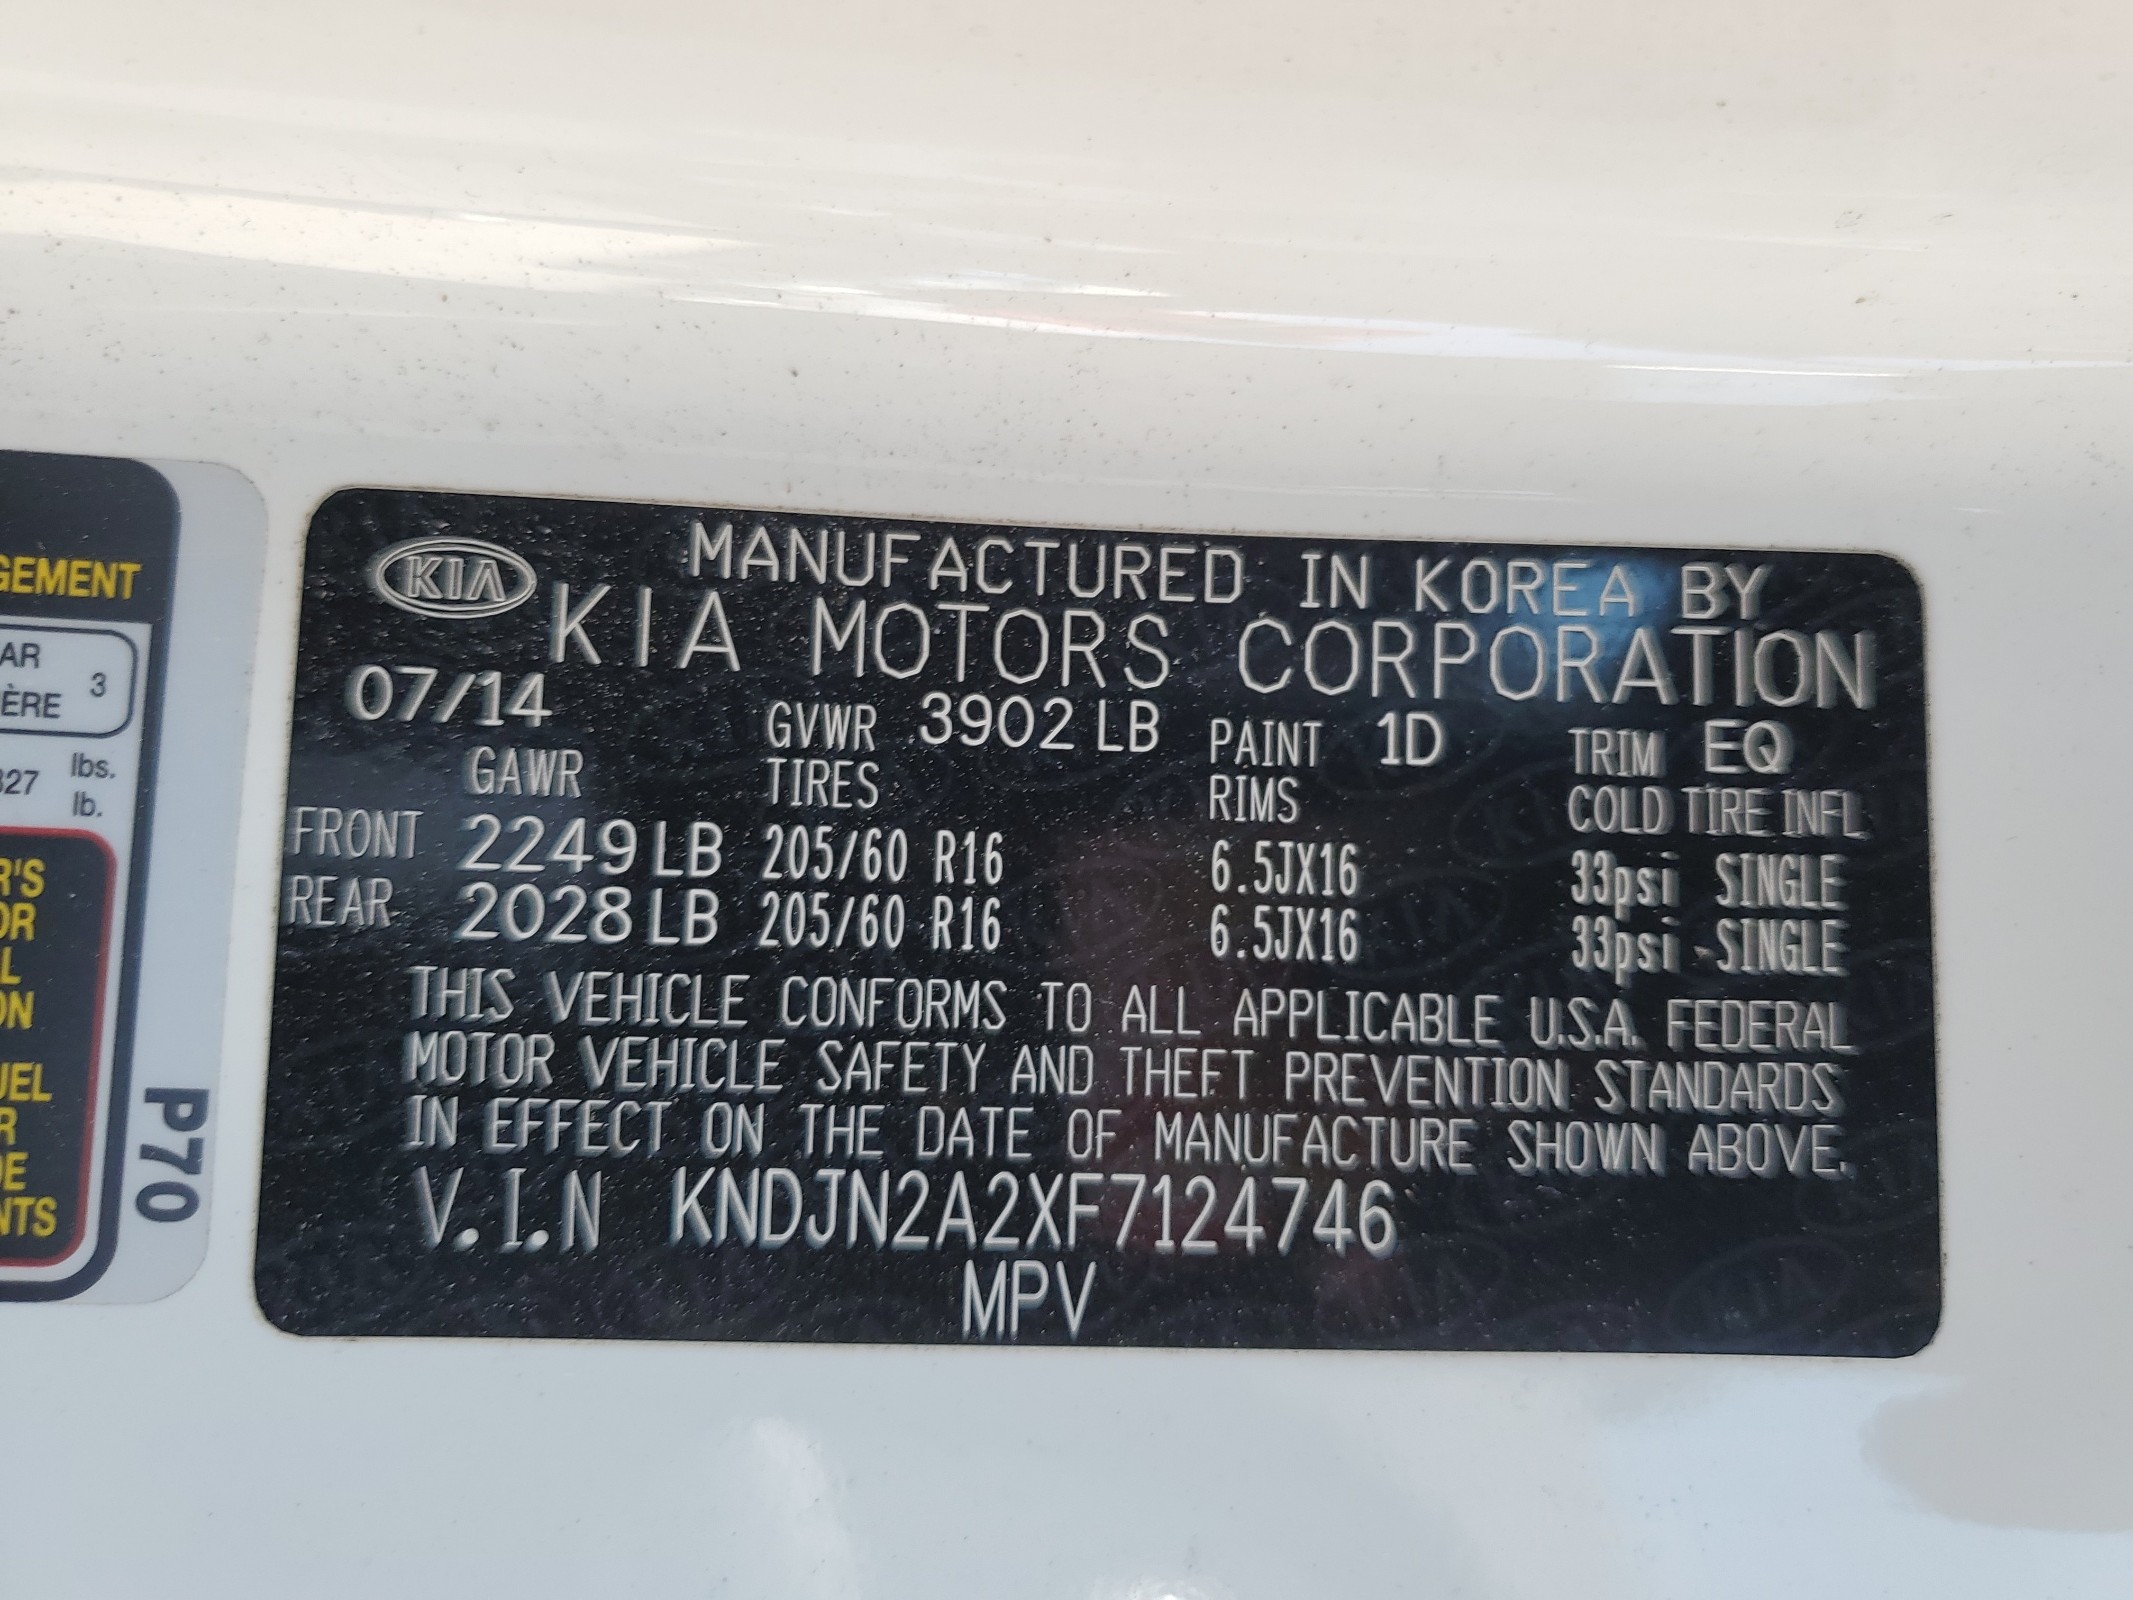 GEMENT
AR
ÈRE 3
327 lbs.
lb.
R'S
OR
L
ON
UEL
R
DE
NTS
P70
KIA
MANUFACTURED IN KOREA BY
KIA MOTORS CORPORATION
07/14 GVWR 3902 LB PAINT 1D TRIM EQ
GAWR TIRES RIMS COLD TIRE INFL
FRONT 2249 LB 205/60 R16 6.5JX16 33psi SINGLE
REAR 2028 LB 205/60 R16 6.5JX16 33psi SINGLE
THIS VEHICLE CONFORMS TO ALL APPLICABLE U.S.A. FEDERAL
MOTOR VEHICLE SAFETY AND THEFT PREVENTION STANDARDS
IN EFFECT ON THE DATE OF MANUFACTURE SHOWN ABOVE.
V.I.N KNDJN2A2XF7124746
MPV